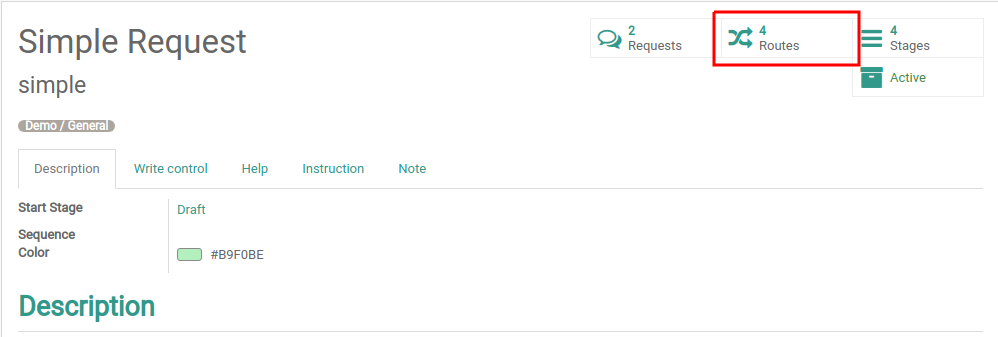 Simple Request
simple
Demo / General
2
Requests
4
Routes
4
Stages
Active
Description
Write control
Help
Instruction
Note
Start Stage
Draft
Sequence
Color
#B9F0BE
Description